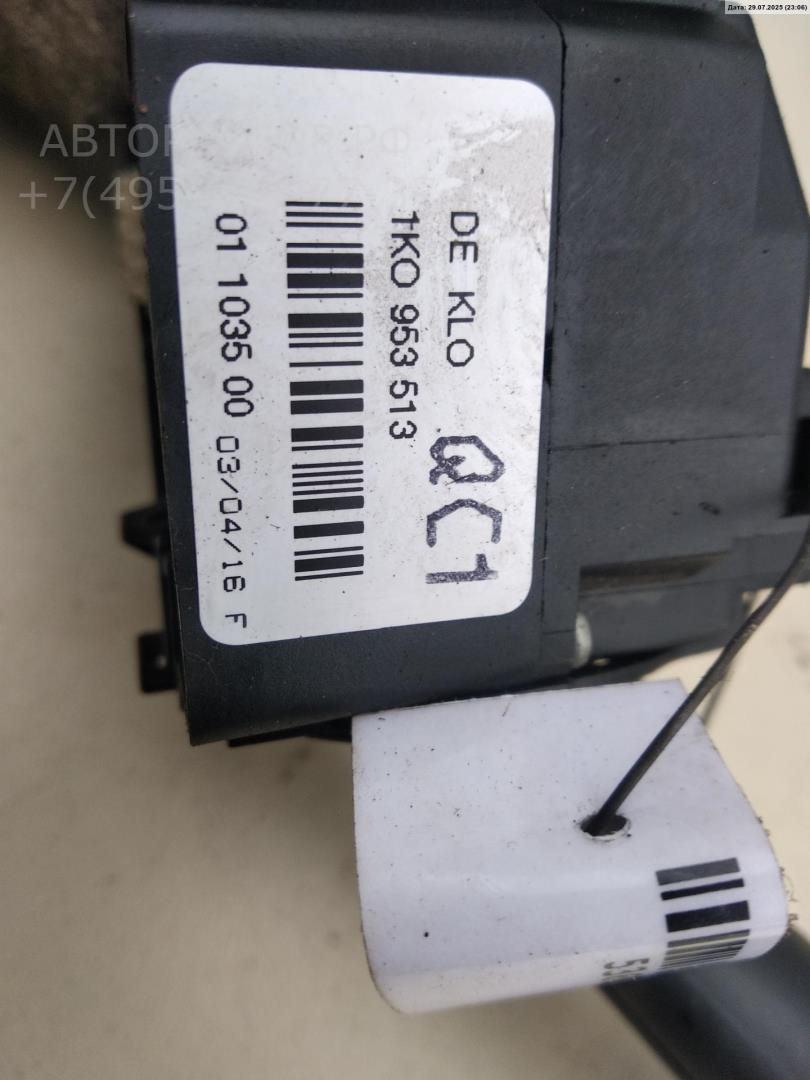 Дата: 29.07.2025 (23:06)
+7(495
DE KLO
1K0 953 513
01 1035 00 03/04/16 F
QC1